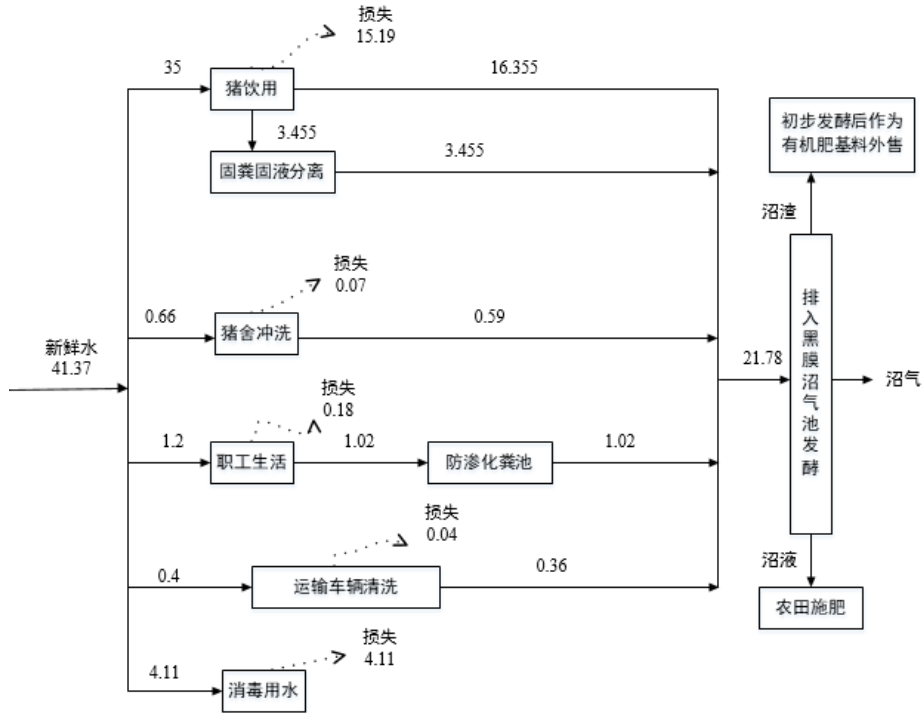 损失
15.19
35
猪饮用
16.355
3.455
固粪固液分离
3.455
初步发酵后作为
有机肥基料外售
沼渣
损失
0.07
0.66
猪舍冲洗
0.59
新鲜水
41.37
21.78
排入黑膜沼气池发酵
沼气
损失
0.18
1.2
职工生活
1.02
防渗化粪池
1.02
损失
0.04
0.4
运输车辆清洗
0.36
沼液
农田施肥
损失
4.11
4.11
消毒用水